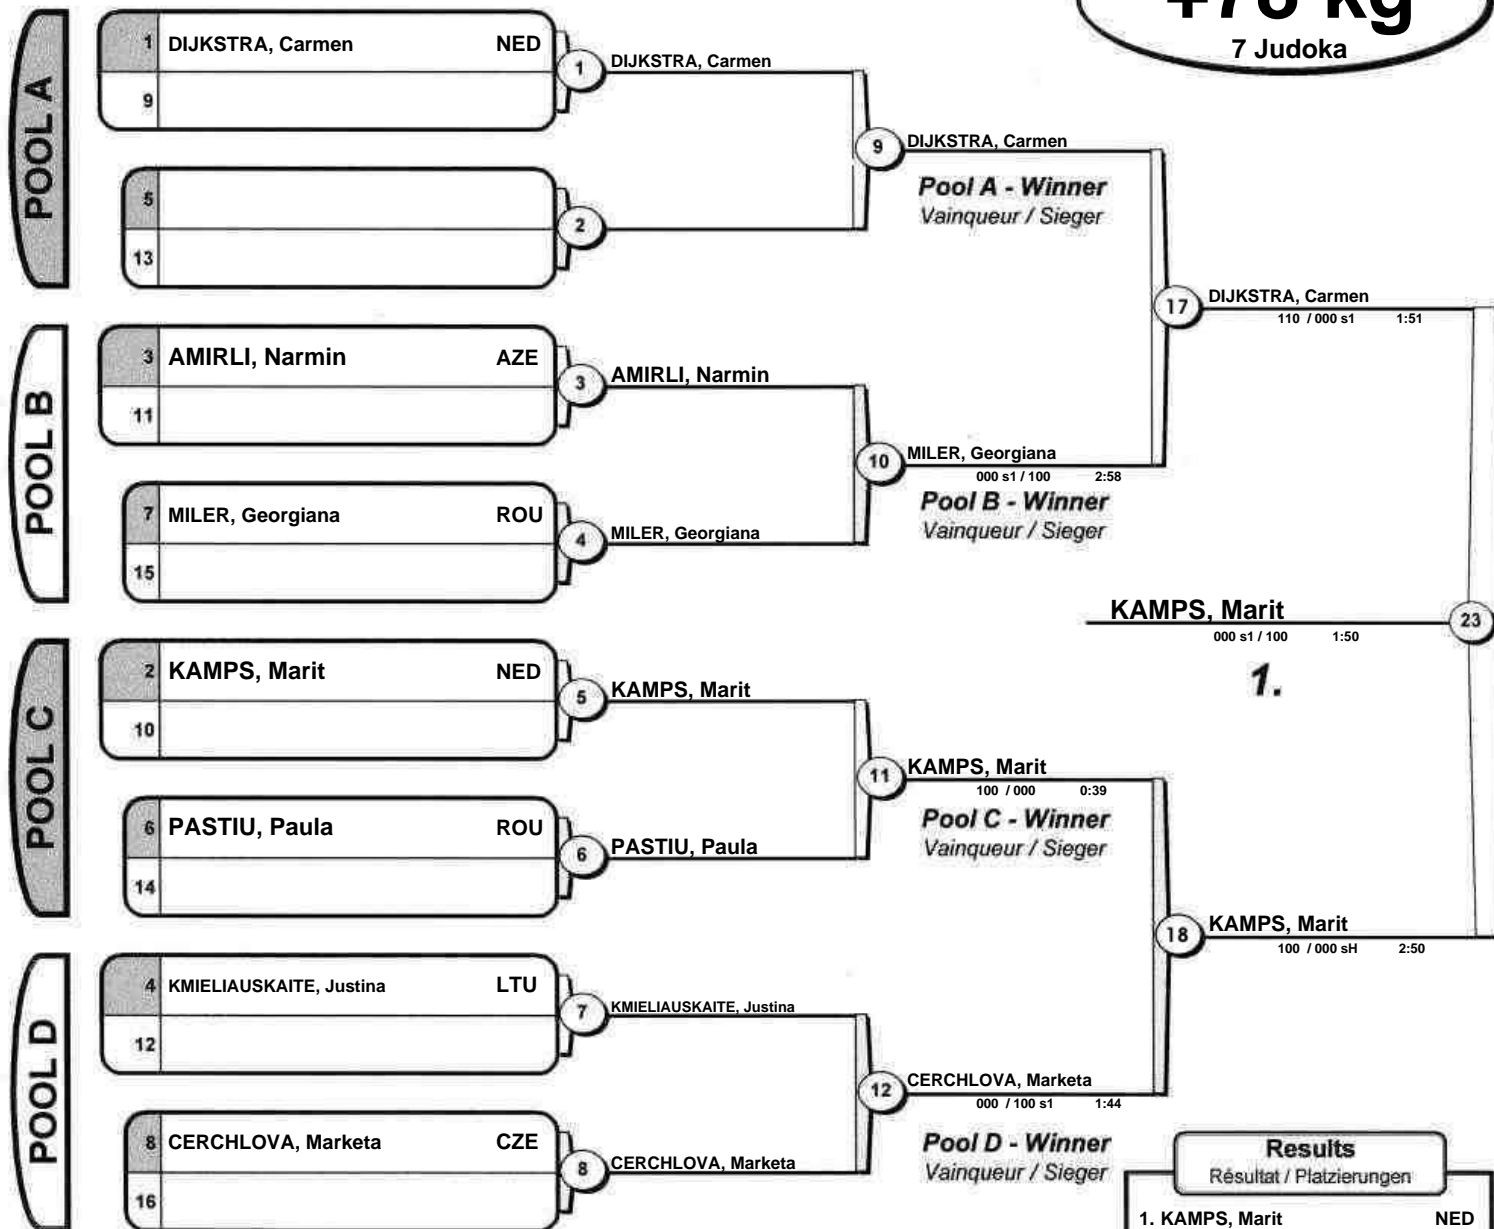 +78 kg
7 Judoka
POOL A
1 DIJKSTRA, Carmen NED
9
1 DIJKSTRA, Carmen
5
13
2
9 DIJKSTRA, Carmen
Pool A - Winner
Vainqueur / Sieger
POOL B
3 AMIRLI, Narmin AZE
11
3 AMIRLI, Narmin
7 MILER, Georgiana ROU
15
4 MILER, Georgiana
10 MILER, Georgiana
000 s1 / 100 2:58
Pool B - Winner
Vainqueur / Sieger
17 DIJKSTRA, Carmen
110 / 000 s1 1:51
KAMPS, Marit 23
000 s1 / 100 1:50
1.
POOL C
2 KAMPS, Marit NED
10
5 KAMPS, Marit
6 PASTIU, Paula ROU
14
6 PASTIU, Paula
11 KAMPS, Marit
100 / 000 0:39
Pool C - Winner
Vainqueur / Sieger
18 KAMPS, Marit
100 / 000 sH 2:50
POOL D
4 KMIELIAUSKAITE, Justina LTU
12
7 KMIELIAUSKAITE, Justina
8 CERCHLOVA, Marketa CZE
16
8 CERCHLOVA, Marketa
12 CERCHLOVA, Marketa
000 / 100 s1 1:44
Pool D - Winner
Vainqueur / Sieger
Results
Résultat / Platzierungen
1. KAMPS, Marit NED